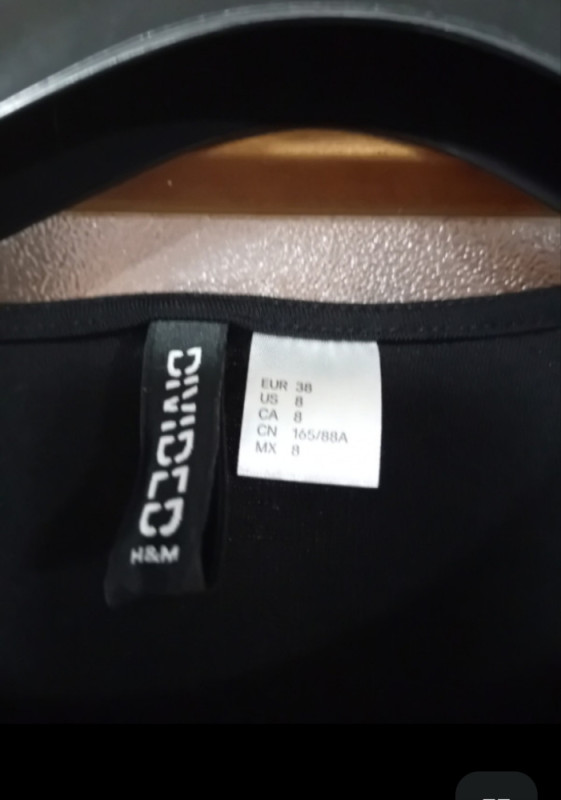 DIVIDED
H&M
EUR 38
US 8
CA 8
CN 165/88A
MX 8